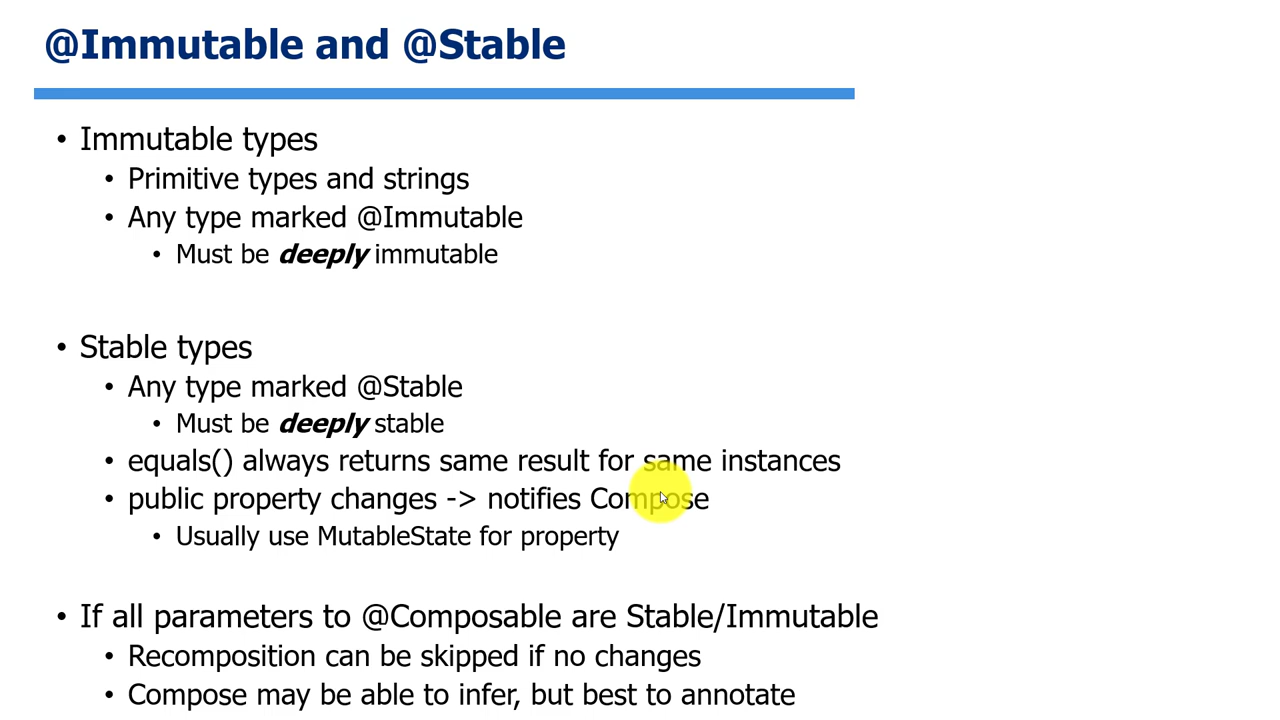 @Immutable and @Stable
• Immutable types
• Primitive types and strings
• Any type marked @Immutable
• Must be deeply immutable
• Stable types
• Any type marked @Stable
• Must be deeply stable
• equals() always returns same result for same instances
• public property changes -> notifies Compose
• Usually use MutableState for property
• If all parameters to @Composable are Stable/Immutable
• Recomposition can be skipped if no changes
• Compose may be able to infer, but best to annotate